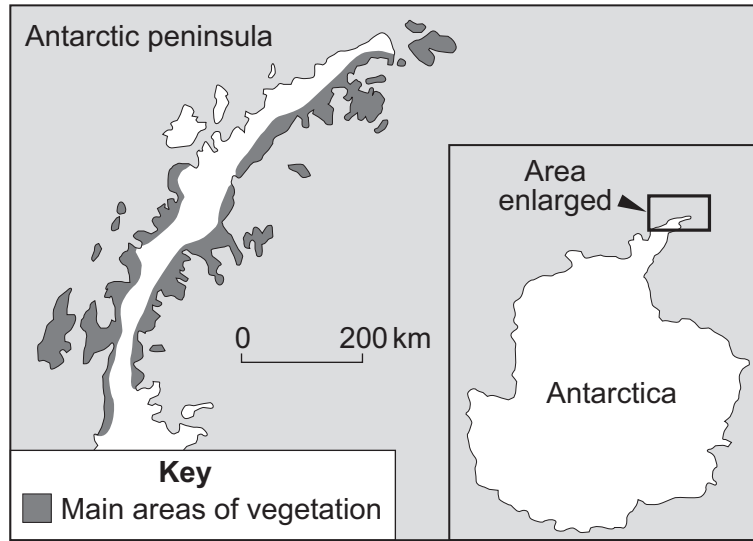 Antarctic peninsula
Area
enlarged
0 200 km
Antarctica
Key
Main areas of vegetation